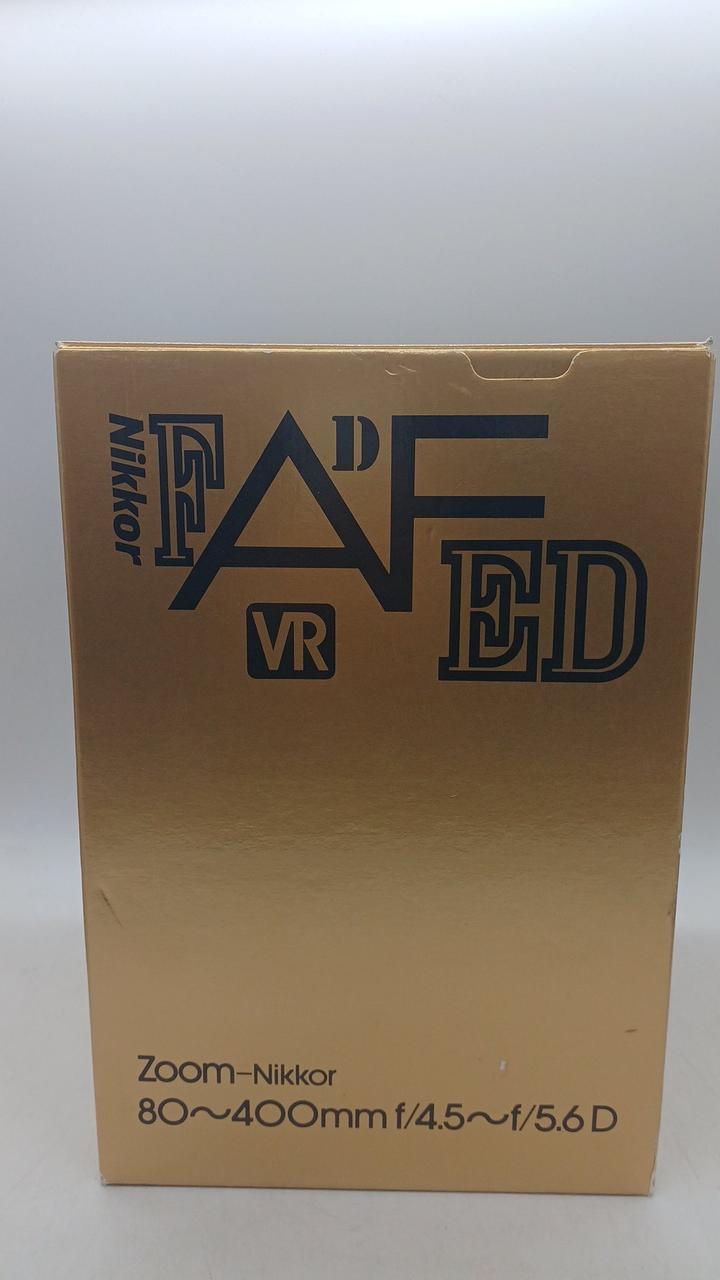 Nikkor
F AF D
VR
ED
Zoom-Nikkor
80~400mm f/4.5~f/5.6 D